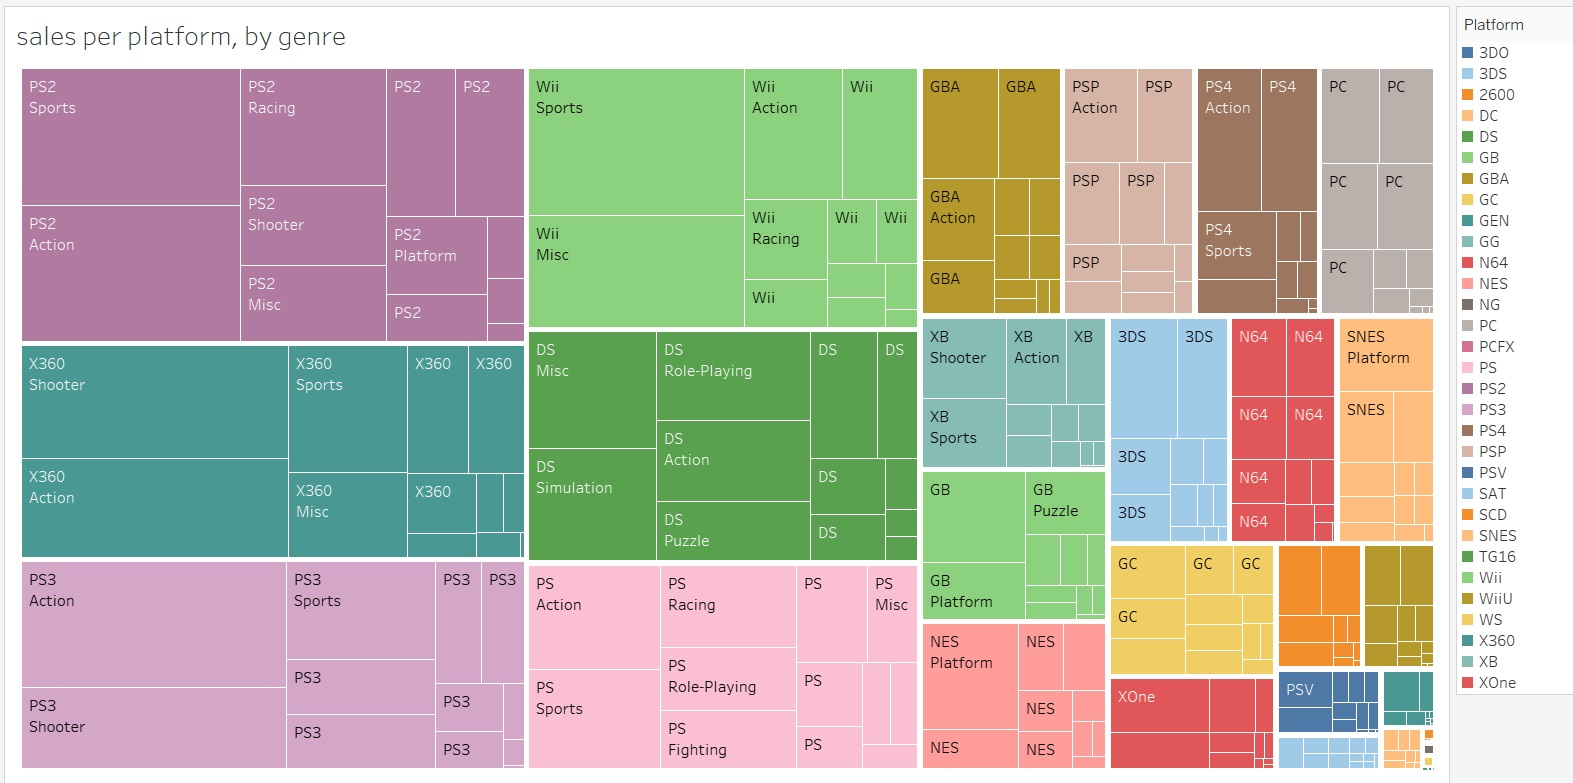 sales per platform, by genre
PS2
Sports
PS2
Racing
PS2
PS2
PS2
Action
PS2
Shooter
PS2
Misc
PS2
Platform
PS2
X360
Shooter
X360
Sports
X360
X360
X360
Action
X360
Misc
X360
PS3
Action
PS3
Sports
PS3
PS3
PS3
Shooter
PS3
PS3
PS3
PS3
Wii
Sports
Wii
Action
Wii
Wii
Misc
Wii
Racing
Wii
Wii
Wii
DS
Misc
DS
Role-Playing
DS
DS
DS
Simulation
DS
Action
DS
Puzzle
DS
DS
PS
Action
PS
Racing
PS
PS
Misc
PS
Sports
PS
Role-Playing
PS
Fighting
PS
PS
GBA
GBA
GBA
Action
GBA
PSP
Action
PSP
PSP
PSP
PSP
PS4
Action
PS4
PS4
Sports
PC
PC
PC
PC
PC
XB
Shooter
XB
Action
XB
XB
Sports
GB
GB
Puzzle
GB
Platform
NES
Platform
NES
NES
NES
NES
3DS
3DS
3DS
3DS
N64
N64
N64
N64
N64
N64
SNES
Platform
SNES
GC
GC
GC
GC
XOne
PSV
Platform
3DO
3DS
2600
DC
DS
GB
GBA
GC
GEN
GG
N64
NES
NG
PC
PCFX
PS
PS2
PS3
PS4
PSP
PSV
SAT
SCD
SNES
TG16
Wii
WiiU
WS
X360
XB
XOne